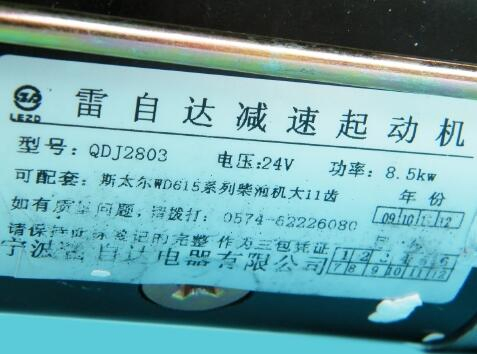 LEZD 雷自达减速起动机
型号: QDJ2803 电压:24V 功率: 8.5kw
可配套: 斯太尔WD615系列柴油机大11齿 年 份
如有质量问题,请拨打: 0574-62226080 09 10 11 12
请保持 的完整 作为三包凭证 月
宁波雷自达电器有限公司 1 2 3 4 5 6
7 8 9 10 11 12